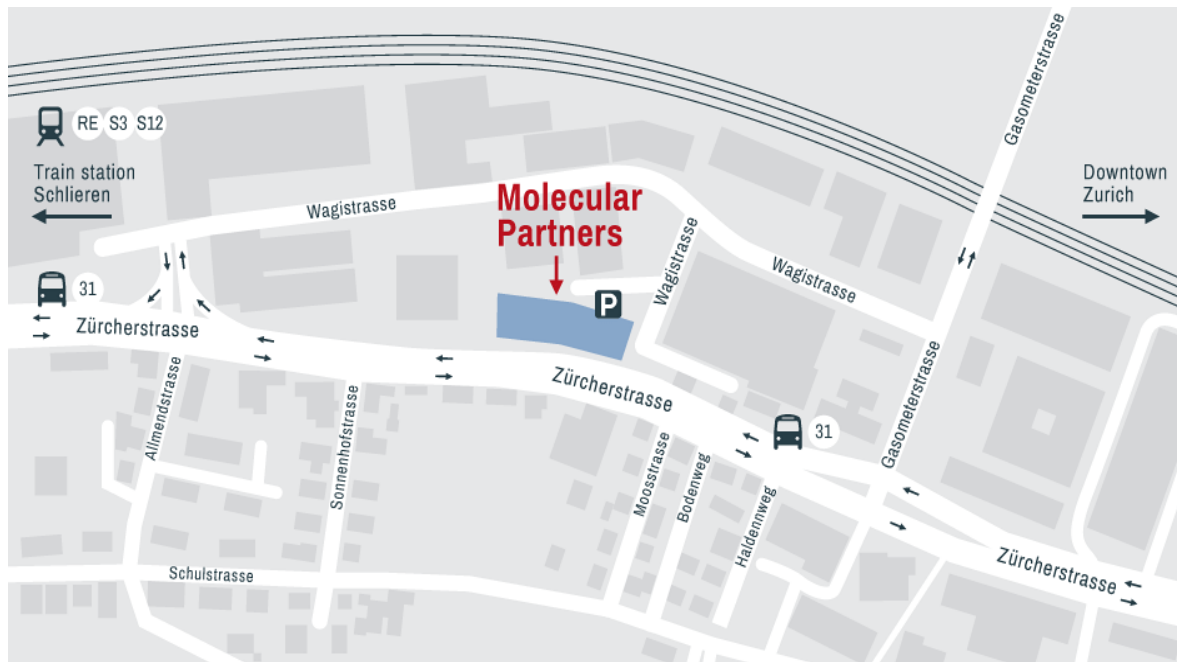 Gasometerstrasse
RE S3 S12
Train station
Schlieren
Downtown
Zurich
Molecular
Partners
Wagistrasse
Wagistrasse
Wagistrasse
31
P
Zürcherstrasse
Zürcherstrasse
Gasometerstrasse
Allmendstrasse
Sonnenhofstrasse
31
Moosstrasse
Bodenweg
Haldennweg
Zürcherstrasse
Schulstrasse